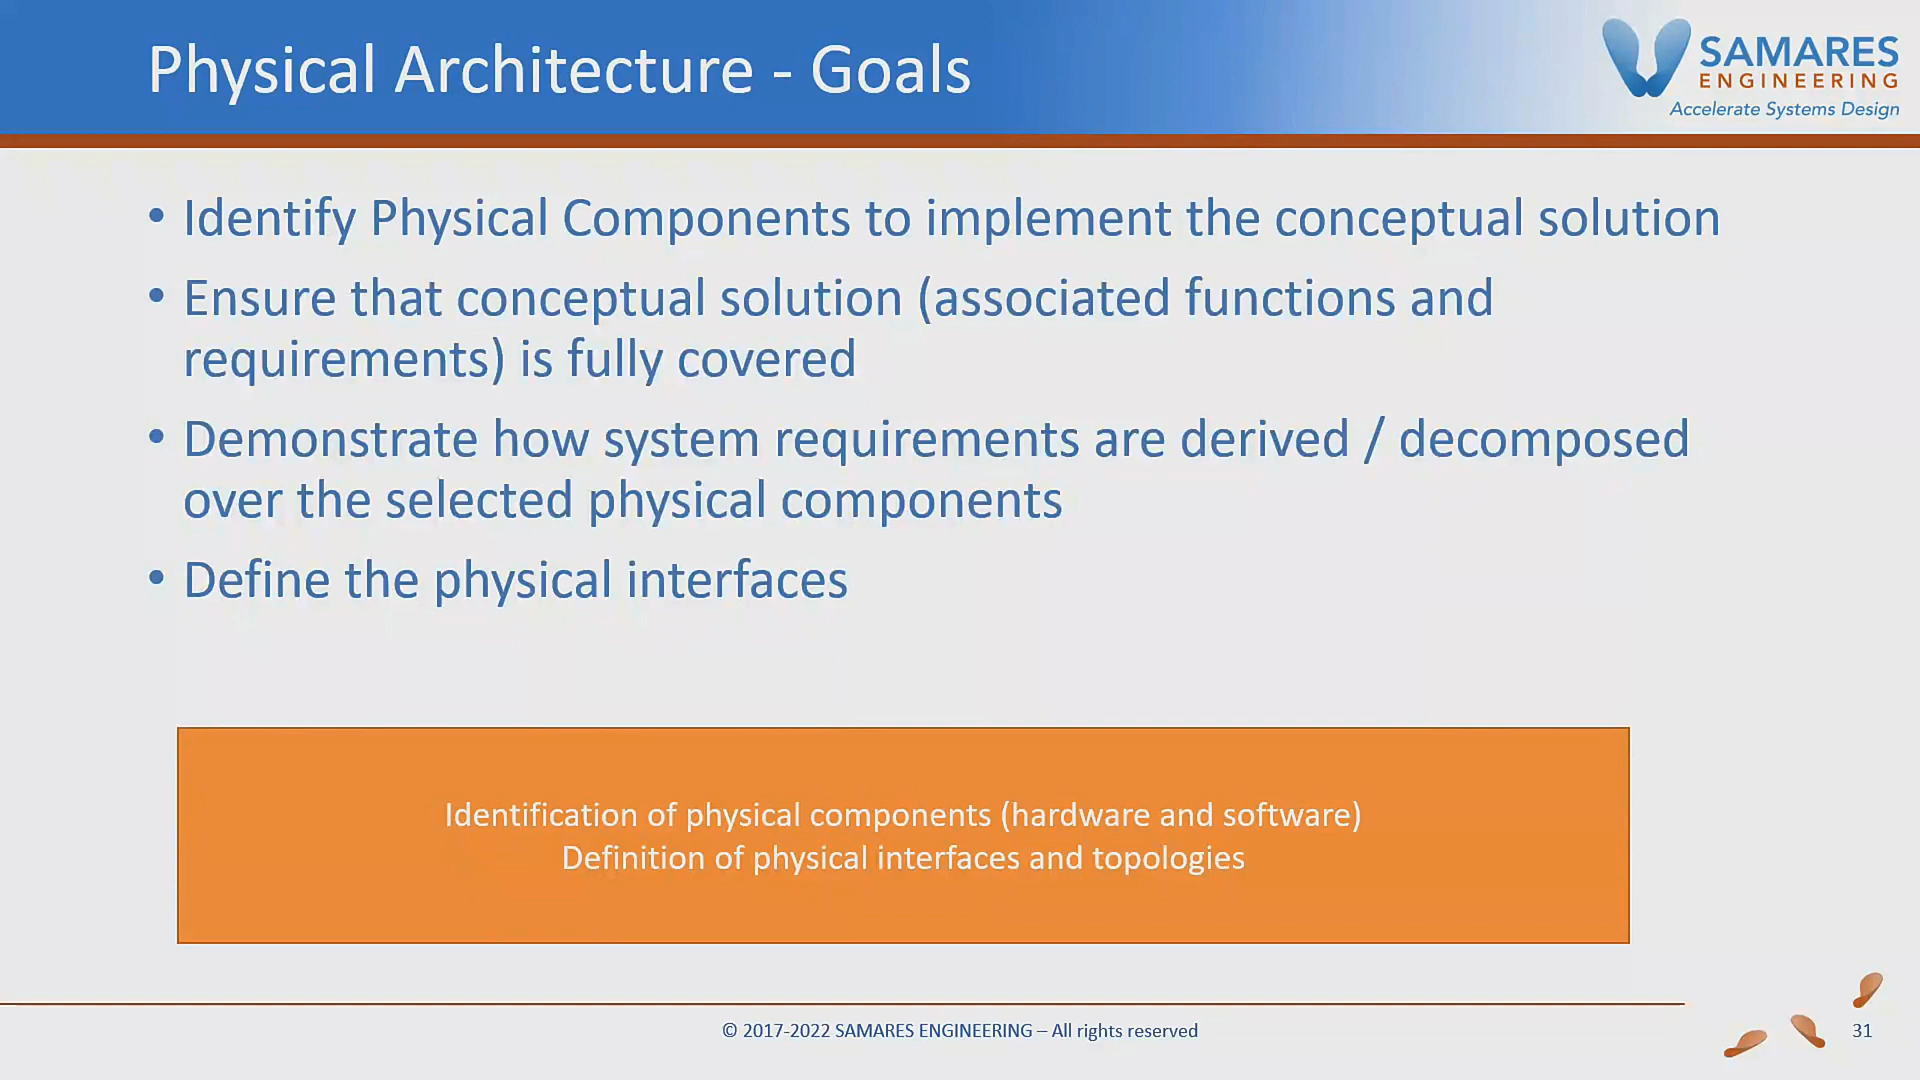 Physical Architecture - Goals
SAMARES
ENGINEERING
Accelerate Systems Design
• Identify Physical Components to implement the conceptual solution
• Ensure that conceptual solution (associated functions and
requirements) is fully covered
• Demonstrate how system requirements are derived / decomposed
over the selected physical components
• Define the physical interfaces
Identification of physical components (hardware and software)
Definition of physical interfaces and topologies
© 2017-2022 SAMARES ENGINEERING – All rights reserved
31